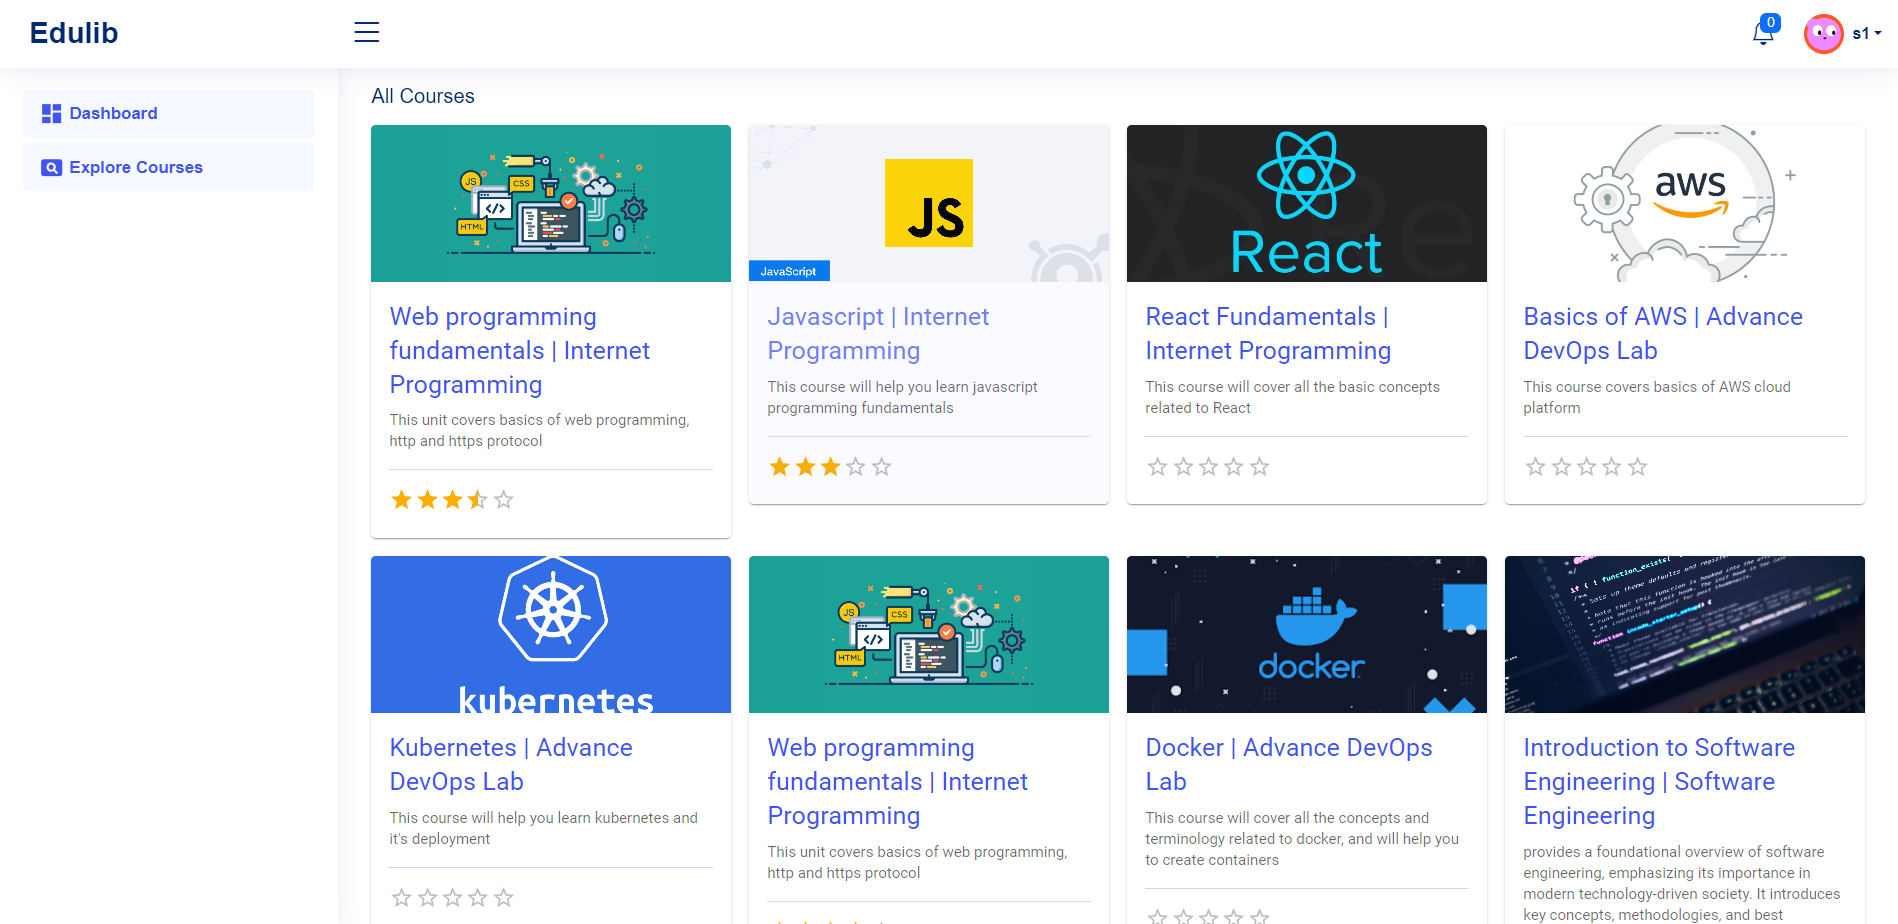 Edulib
0
s1
Dashboard
Explore Courses
All Courses
JS
CSS
HTML
Web programming
fundamentals | Internet
Programming
This unit covers basics of web programming,
http and https protocol
JS
JavaScript
Javascript | Internet
Programming
This course will help you learn javascript
programming fundamentals
React
React Fundamentals |
Internet Programming
This course will cover all the basic concepts
related to React
aws
Basics of AWS | Advance
DevOps Lab
This course covers basics of AWS cloud
platform
kubernetes
Kubernetes | Advance
DevOps Lab
This course will help you learn kubernetes and
it's deployment
JS
CSS
HTML
Web programming
fundamentals | Internet
Programming
This unit covers basics of web programming,
http and https protocol
docker
Docker | Advance DevOps
Lab
This course will cover all the concepts and
terminology related to docker, and will help you
to create containers
Introduction to Software
Engineering | Software
Engineering
provides a foundational overview of software
engineering, emphasizing its importance in
modern technology-driven society. It introduces
key concepts, methodologies, and best